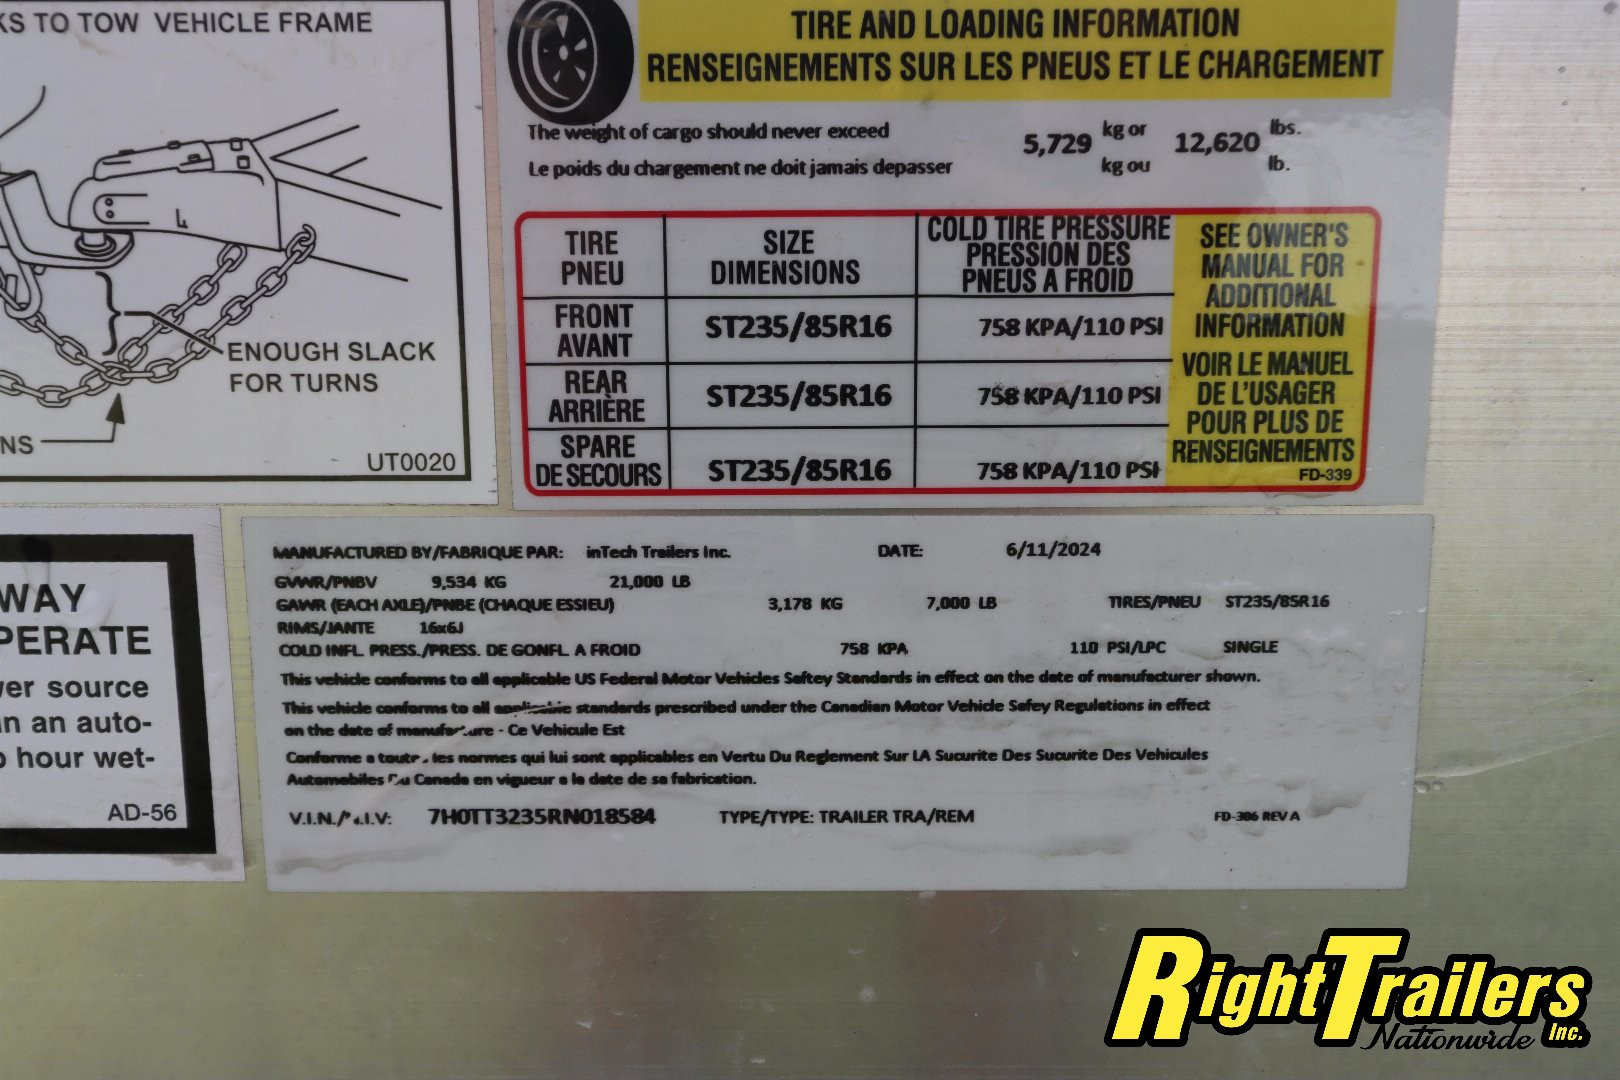 KS TO TOW VEHICLE FRAME
ENOUGH SLACK
FOR TURNS
NS
UT0020
TIRE AND LOADING INFORMATION
RENSEIGNEMENTS SUR LES PNEUS ET LE CHARGEMENT
The weight of cargo should never exceed
Le poids du chargement ne doit jamais depasser
5,729 kg or 12,620 lbs.
kg ou lb.
TIRE PNEU SIZE DIMENSIONS COLD TIRE PRESSURE PRESSION DES PNEUS A FROID
FRONT AVANT ST235/85R16 758 KPA/110 PSI
REAR ARRIÈRE ST235/85R16 758 KPA/110 PSI
SPARE DE SECOURS ST235/85R16 758 KPA/110 PSI
SEE OWNER'S
MANUAL FOR
ADDITIONAL
INFORMATION
VOIR LE MANUEL
DE L'USAGER
POUR PLUS DE
RENSEIGNEMENTS
FD-339
WAY
PERATE
er source
n an auto-
hour wet-
AD-56
MANUFACTURED BY/FABRIQUE PAR: inTech Trailers Inc. DATE: 6/11/2024
GVWR/PNBV 9,534 KG 21,000 LB
GAWR (EACH AXLE)/PNBE (CHAQUE ESSIEU) 3,178 KG 7,000 LB TIRES/PNEU ST235/85R16
RIMS/JANTE 16x6J
COLD INFL. PRESS./PRESS. DE GONFL. A FROID 758 KPA 110 PSI/LPC SINGLE
This vehicle conforms to all applicable US Federal Motor Vehicles Saftey Standards in effect on the date of manufacturer shown.
This vehicle conforms to all applicable standards prescribed under the Canadian Motor Vehicle Safey Regulations in effect
on the date of manufacture - Ce Vehicule Est
Conforme a toute les normes qui lui sont applicables en Vertu Du Reglement Sur LA Sucurite Des Sucurite Des Vehicules
Automobiles Du Canada en vigueur a la date de sa fabrication.
V.I.N./ .I.V: 7H0TT3235RN018584 TYPE/TYPE: TRAILER TRA/REM FD-306 REV A
RightTrailers Inc.
Nationwide